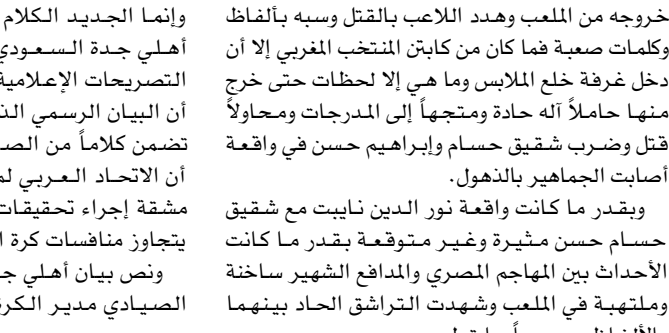 خروجه من الملعب وهدد اللاعب بالقتل وسبه بألفاظ
وكلمات صعبة فما كان من كابتن المنتخب المغربي إلا أن
دخل غرفة خلع الملابس وما هي إلا لحظات حتى خرج
منها حاملاً آله حادة ومتجهاً إلى المدرجات ومحاولاً
قتل وضرب شقيق حسام وإبراهيم حسن في واقعة
أصابت الجماهير بالذهول.
وبقدر ما كانت واقعة نور الدين نايبت مع شقيق
حسام حسن مثيرة وغير متوقعة بقدر ما كانت
الأحداث بين المهاجم المصري والمدافع الشهير ساخنة
وملتهبة في الملعب وشهدت التراشق الحاد بينهما
وإنما الجديد الكلام
أهلي جدة السعودي
التصريحات الإعلامية
أن البيان الرسمي
تضمن كلاماً من
أن الاتحاد العربي
مشقة إجراء تحقيقات
يتجاوز منافسات كرة
ونص بيان أهلي
الصيادي مدير